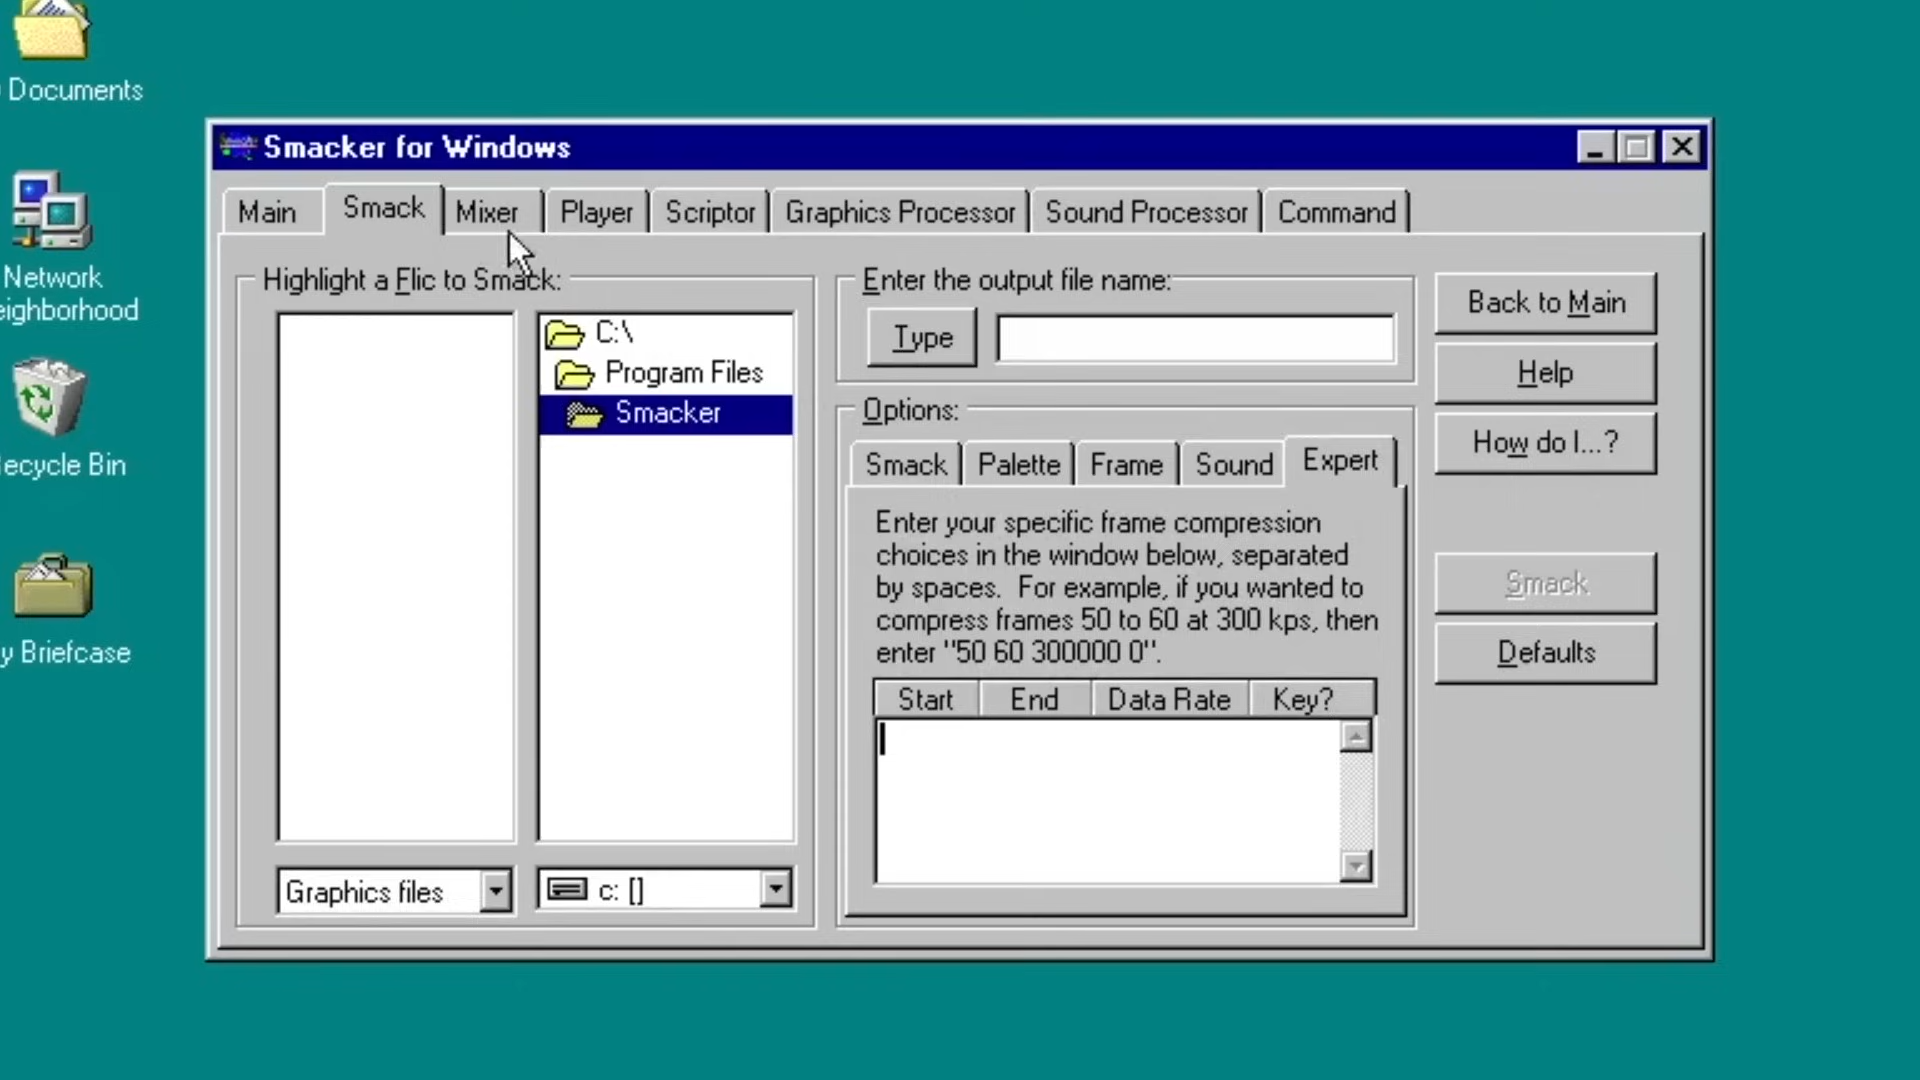 Documents
Network
eighborhood
ecycle Bin
y Briefcase
Smacker for Windows
Main
Smack
Mixer
Player
Scriptor
Graphics Processor
Sound Processor
Command
Highlight a Flic to Smack:
C:\
Program Files
Smacker
Graphics files
c: []
Enter the output file name:
Type
Options:
Smack
Palette
Frame
Sound
Expert
Enter your specific frame compression
choices in the window below, separated
by spaces. For example, if you wanted to
compress frames 50 to 60 at 300 kps, then
enter "50 60 300000 0".
Start
End
Data Rate
Key?
Back to Main
Help
How do I...?
Smack
Defaults